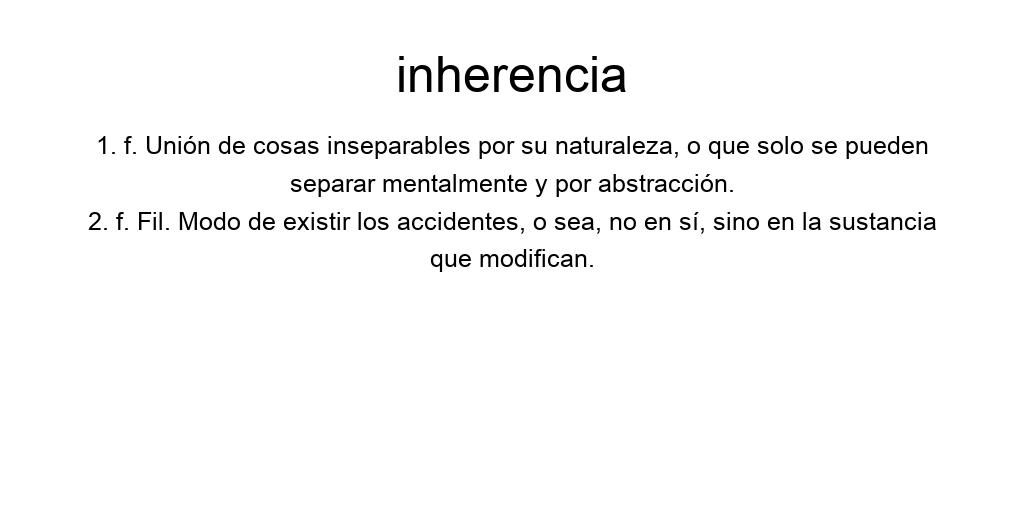 inherencia
1. f. Unión de cosas inseparables por su naturaleza, o que solo se pueden
separar mentalmente y por abstracción.
2. f. Fil. Modo de existir los accidentes, o sea, no en sí, sino en la sustancia
que modifican.